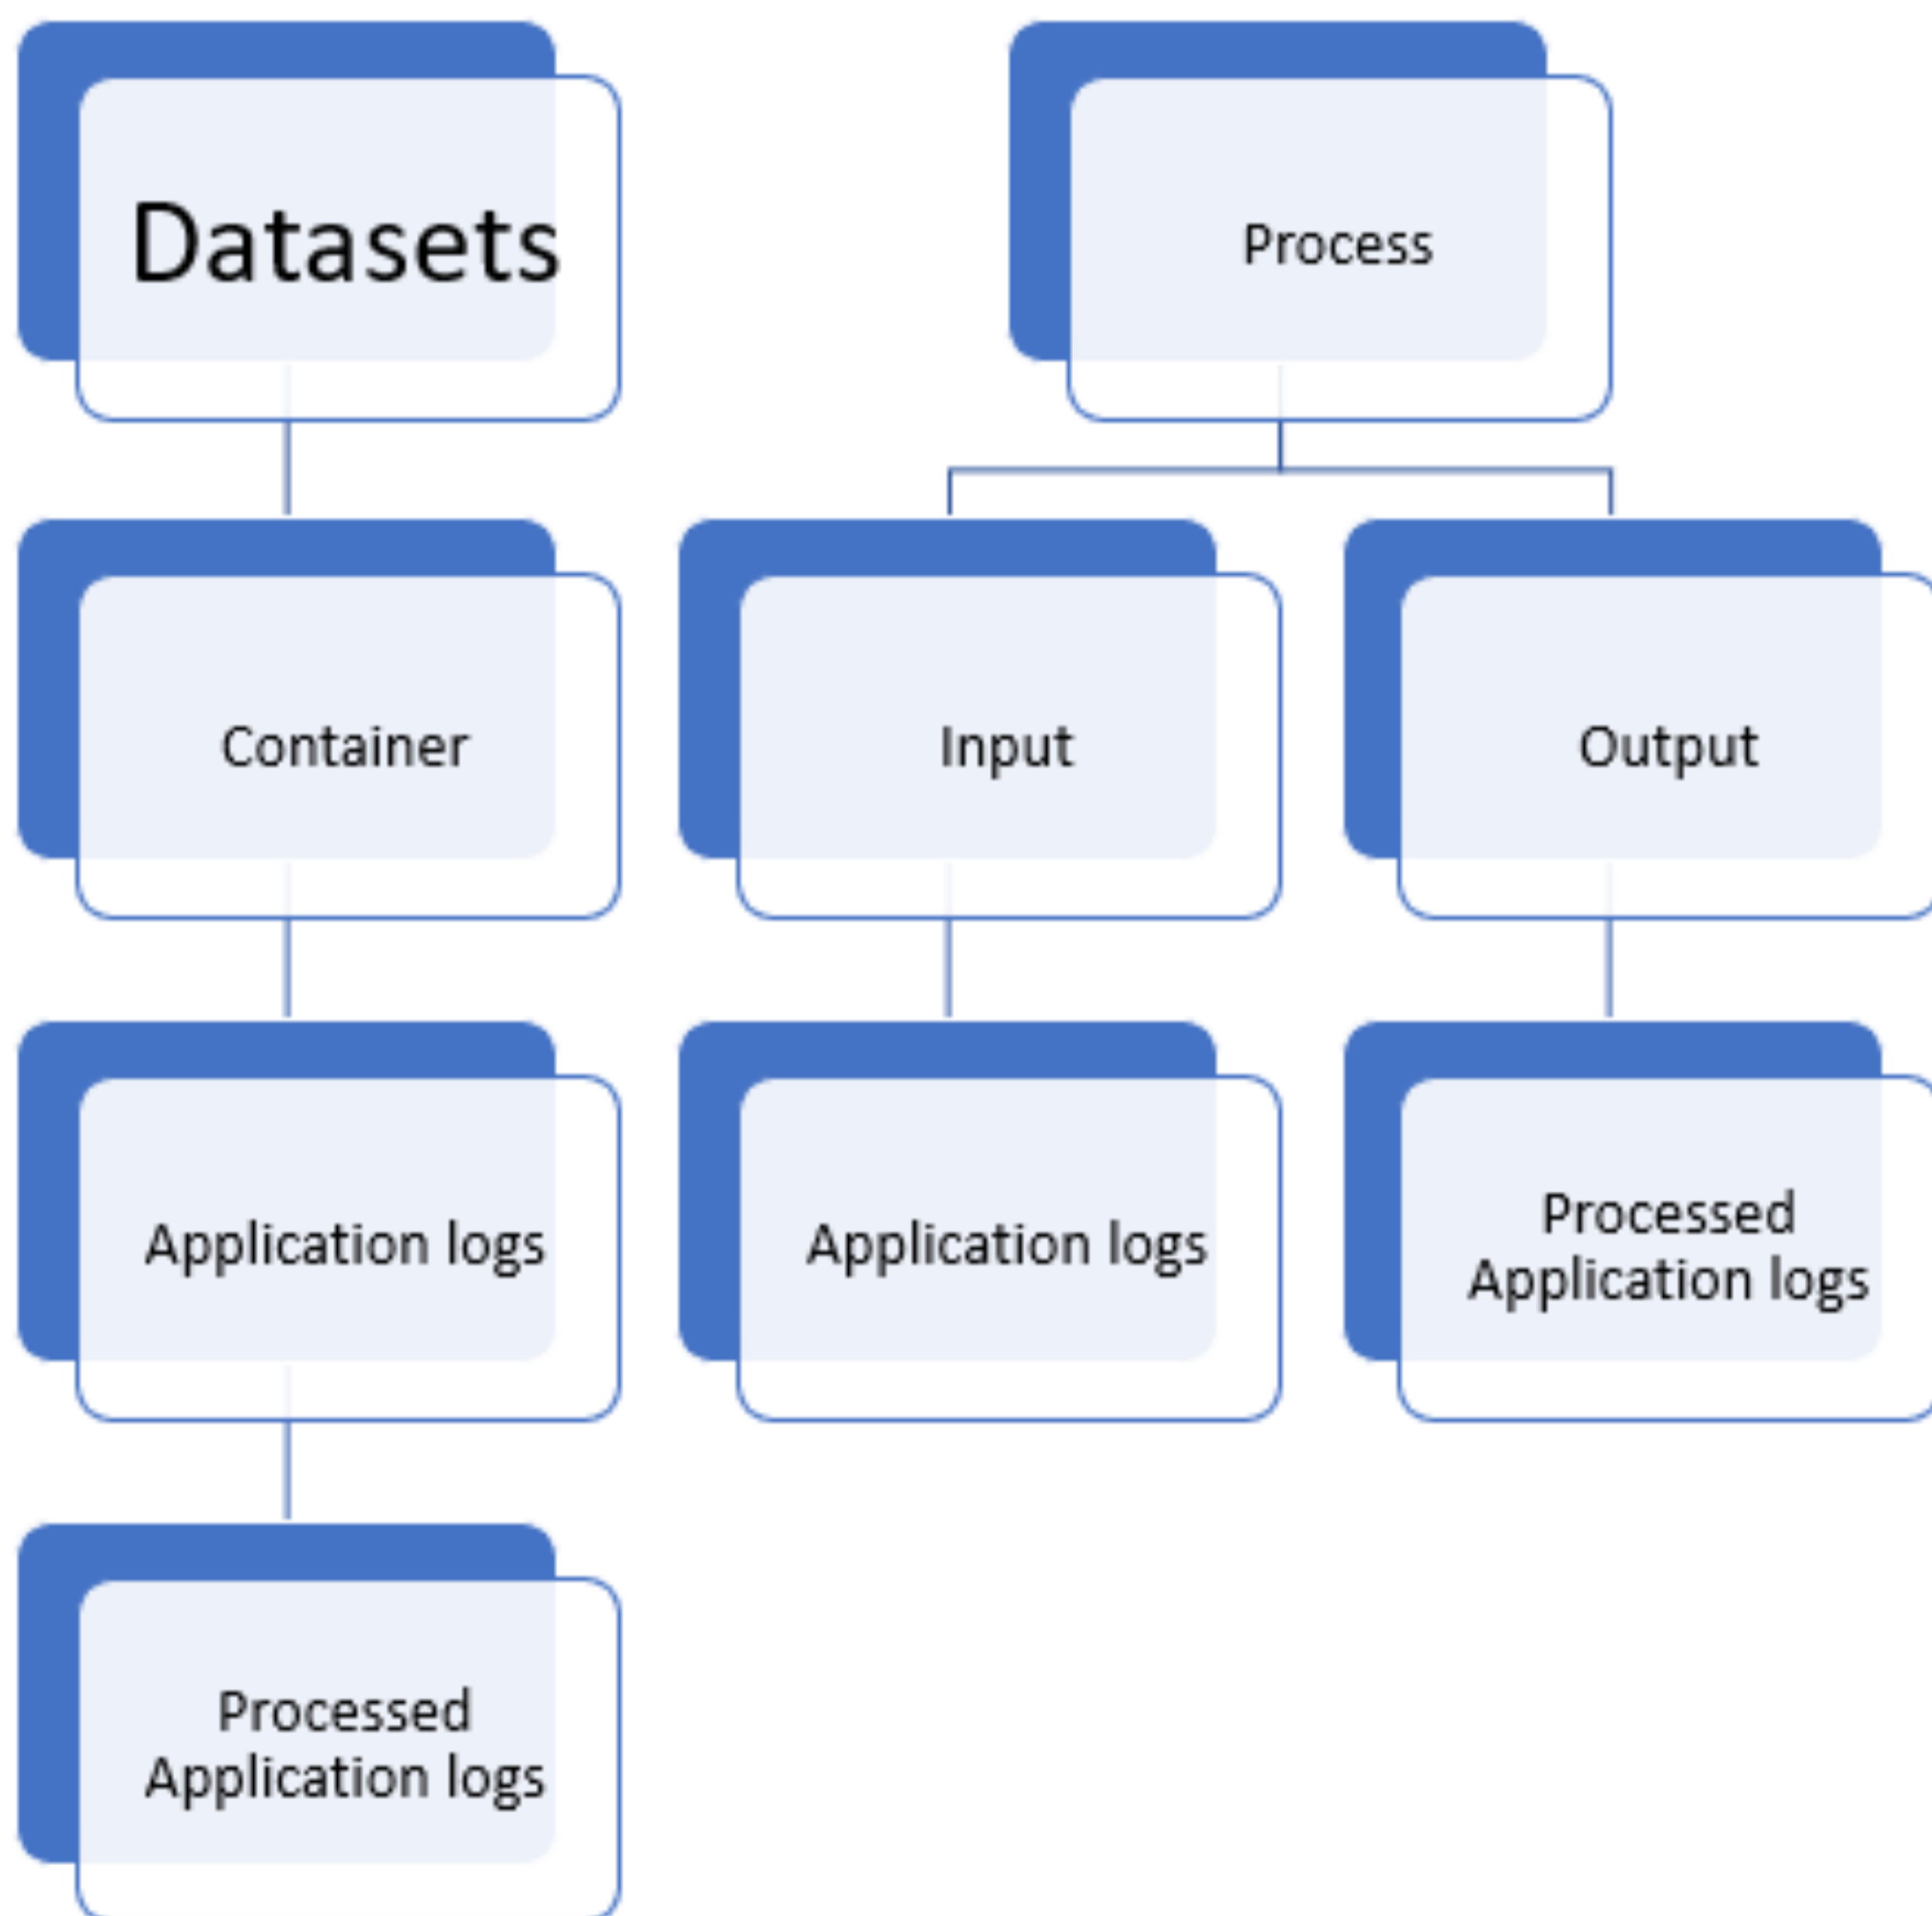 Datasets
Process
Container
Input
Output
Application logs
Application logs
Processed
Application logs
Processed
Application logs